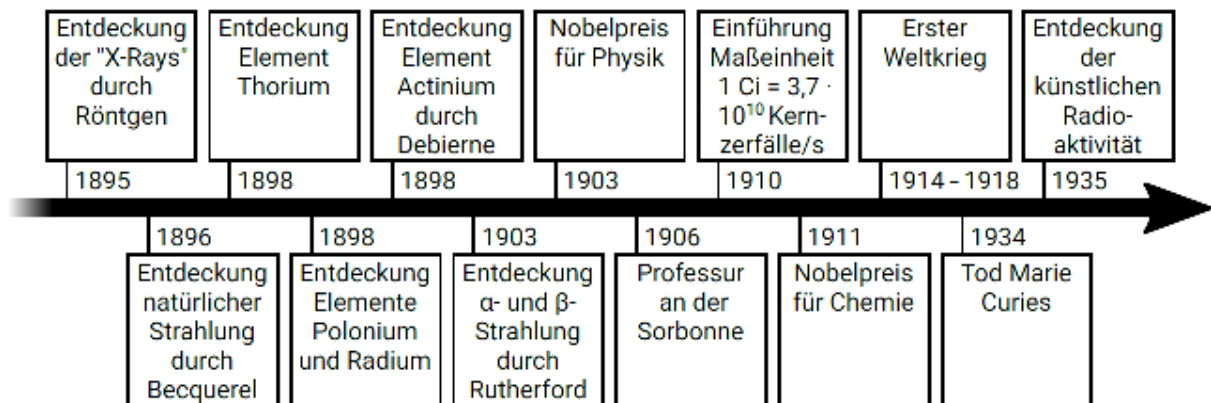 Entdeckung
der "X-Rays"
durch
Röntgen
1895
Entdeckung
natürlicher
Strahlung
durch
Becquerel
1896
Entdeckung
Element
Thorium
1898
Entdeckung
Elemente
Polonium
und Radium
1898
Entdeckung
Element
Actinium
durch
Debierne
1898
Entdeckung
α- und β-
Strahlung
durch
Rutherford
1903
Nobelpreis
für Physik
1903
Professur
an der
Sorbonne
1906
Einführung
Maßeinheit
1 Ci = 3,7 ·
10¹⁰ Kern-
zerfälle/s
1910
Nobelpreis
für Chemie
1911
Erster
Weltkrieg
1914 – 1918
Tod Marie
Curies
1934
Entdeckung
der
künstlichen
Radio-
aktivität
1935